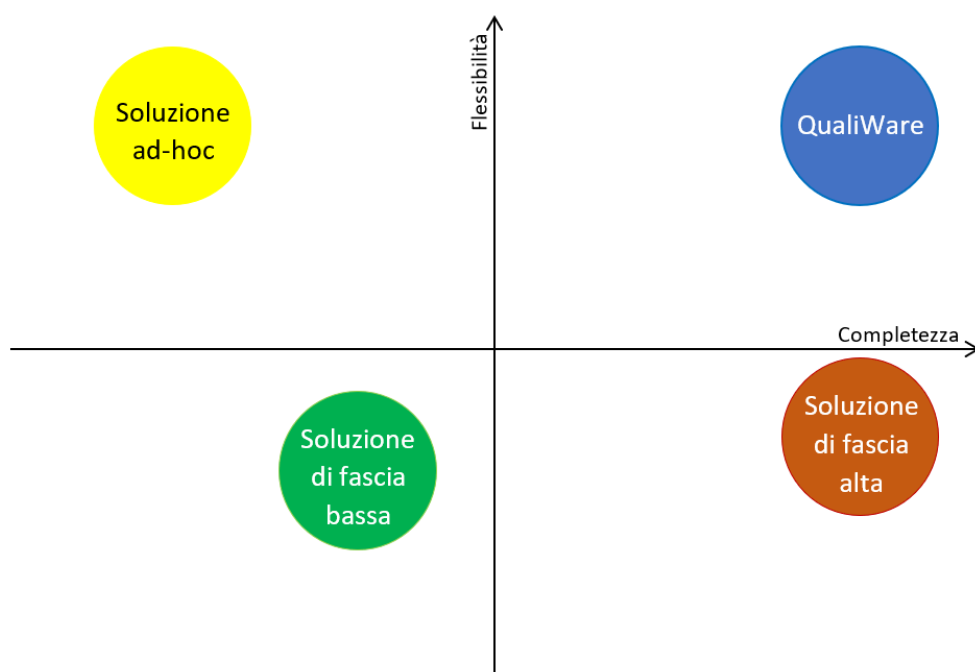 Flessibilità
Soluzione
ad-hoc
QualiWare
Completezza
Soluzione
di fascia
alta
Soluzione
di fascia
bassa